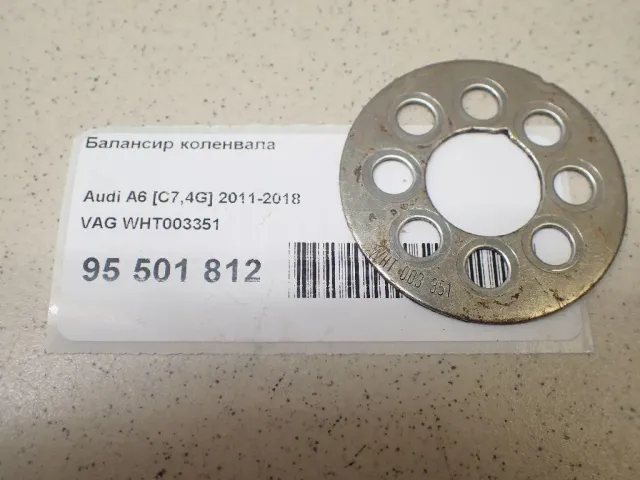 Балансир коленвала
Audi A6 [C7,4G] 2011-2018
VAG WHT003351
95 501 812
WHT 003 351